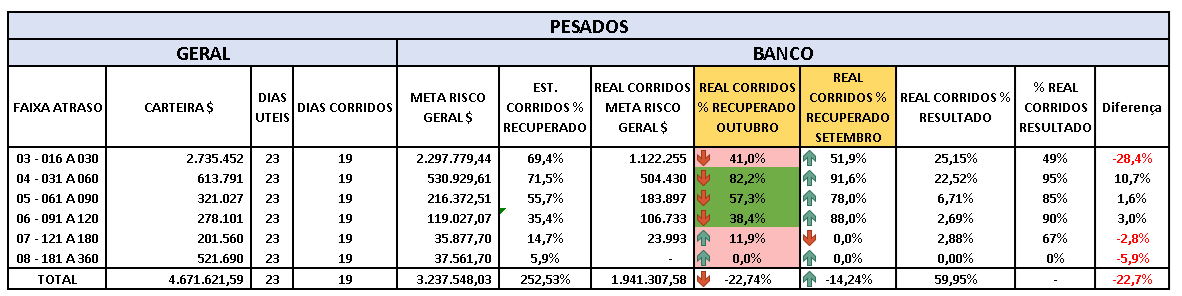 PESADOS
GERAL BANCO
FAIXA ATRASO CARTEIRA $ DIAS UTEIS DIAS CORRIDOS META RISCO GERAL $ EST. CORRIDOS % RECUPERADO REAL CORRIDOS META RISCO GERAL $ REAL CORRIDOS % RECUPERADO OUTUBRO REAL CORRIDOS % RECUPERADO SETEMBRO REAL CORRIDOS % RESULTADO % REAL CORRIDOS RESULTADO Diferença
03 - 016 A 030 2.735.452 23 19 2.297.779,44 69,4% 1.122.255 41,0% 51,9% 25,15% 49% -28,4%
04 - 031 A 060 613.791 23 19 530.929,61 71,5% 504.430 82,2% 91,6% 22,52% 95% 10,7%
05 - 061 A 090 321.027 23 19 216.372,51 55,7% 183.897 57,3% 78,0% 6,71% 85% 1,6%
06 - 091 A 120 278.101 23 19 119.027,07 35,4% 106.733 38,4% 88,0% 2,69% 90% 3,0%
07 - 121 A 180 201.560 23 19 35.877,70 14,7% 23.993 11,9% 0,0% 2,88% 67% -2,8%
08 - 181 A 360 521.690 23 19 37.561,70 5,9% - 0,0% 0,0% 0,00% 0% -5,9%
TOTAL 4.671.621,59 23 19 3.237.548,03 252,53% 1.941.307,58 -22,74% -14,24% 59,95% - -22,7%